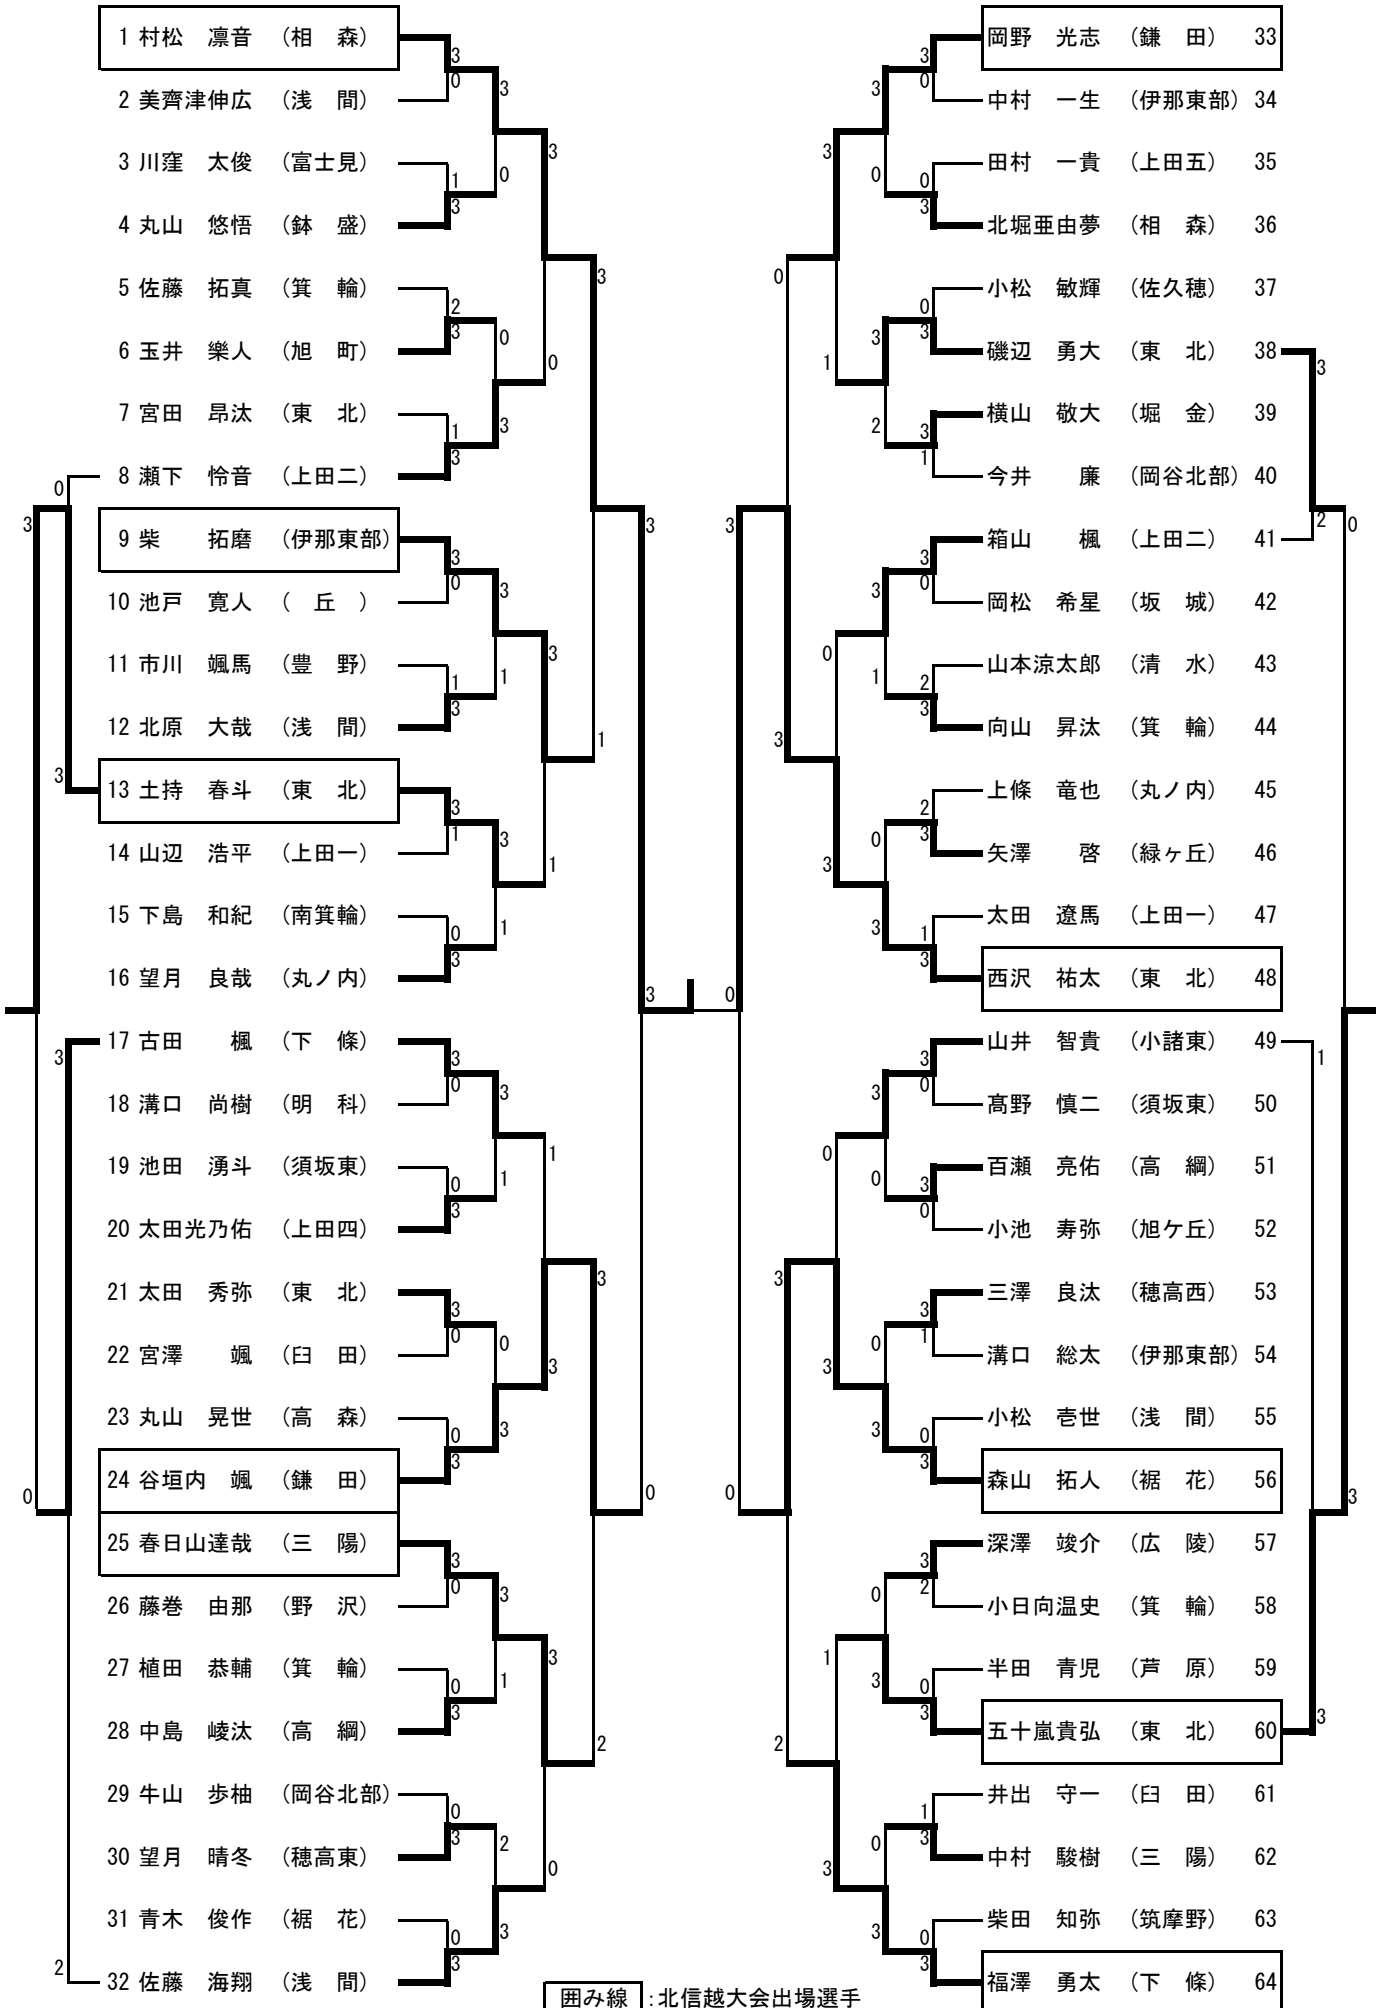 1 村松　凛音　（相　森）
2 美齊津伸広　（浅　間）
3 川窪　太俊　（富士見）
4 丸山　悠悟　（鉢　盛）
5 佐藤　拓真　（箕　輪）
6 玉井　樂人　（旭　町）
7 宮田　昂汰　（東　北）
8 瀬下　怜音　（上田二）
9 柴　　拓磨　（伊那東部）
10 池戸　寛人　（　丘　）
11 市川　颯馬　（豊　野）
12 北原　大哉　（浅　間）
13 土持　春斗　（東　北）
14 山辺　浩平　（上田一）
15 下島　和紀　（南箕輪）
16 望月　良哉　（丸ノ内）
17 古田　　楓　（下　條）
18 溝口　尚樹　（明　科）
19 池田　湧斗　（須坂東）
20 太田光乃佑　（上田四）
21 太田　秀弥　（東　北）
22 宮澤　　颯　（臼　田）
23 丸山　晃世　（高　森）
24 谷垣内　颯　（鎌　田）
25 春日山達哉　（三　陽）
26 藤巻　由那　（野　沢）
27 植田　恭輔　（箕　輪）
28 中島　崚汰　（高　綱）
29 牛山　歩柚　（岡谷北部）
30 望月　晴冬　（穂高東）
31 青木　俊作　（裾　花）
32 佐藤　海翔　（浅　間）
岡野　光志　（鎌　田）　33
中村　一生　（伊那東部）34
田村　一貴　（上田五）　35
北堀亜由夢　（相　森）　36
小松　敏輝　（佐久穂）　37
磯辺　勇大　（東　北）　38
横山　敬大　（堀　金）　39
今井　　廉　（岡谷北部）40
箱山　　楓　（上田二）　41
岡松　希星　（坂　城）　42
山本涼太郎　（清　水）　43
向山　昇汰　（箕　輪）　44
上條　竜也　（丸ノ内）　45
矢澤　　啓　（緑ヶ丘）　46
太田　遼馬　（上田一）　47
西沢　祐太　（東　北）　48
山井　智貴　（小諸東）　49
髙野　慎二　（須坂東）　50
百瀬　亮佑　（高　綱）　51
小池　寿弥　（旭ケ丘）　52
三澤　良汰　（穂高西）　53
溝口　総太　（伊那東部）54
小松　壱世　（浅　間）　55
森山　拓人　（裾　花）　56
深澤　竣介　（広　陵）　57
小日向温史　（箕　輪）　58
半田　青児　（芦　原）　59
五十嵐貴弘　（東　北）　60
井出　守一　（臼　田）　61
中村　駿樹　（三　陽）　62
柴田　知弥　（筑摩野）　63
福澤　勇太　（下　條）　64
囲み線：北信越大会出場選手